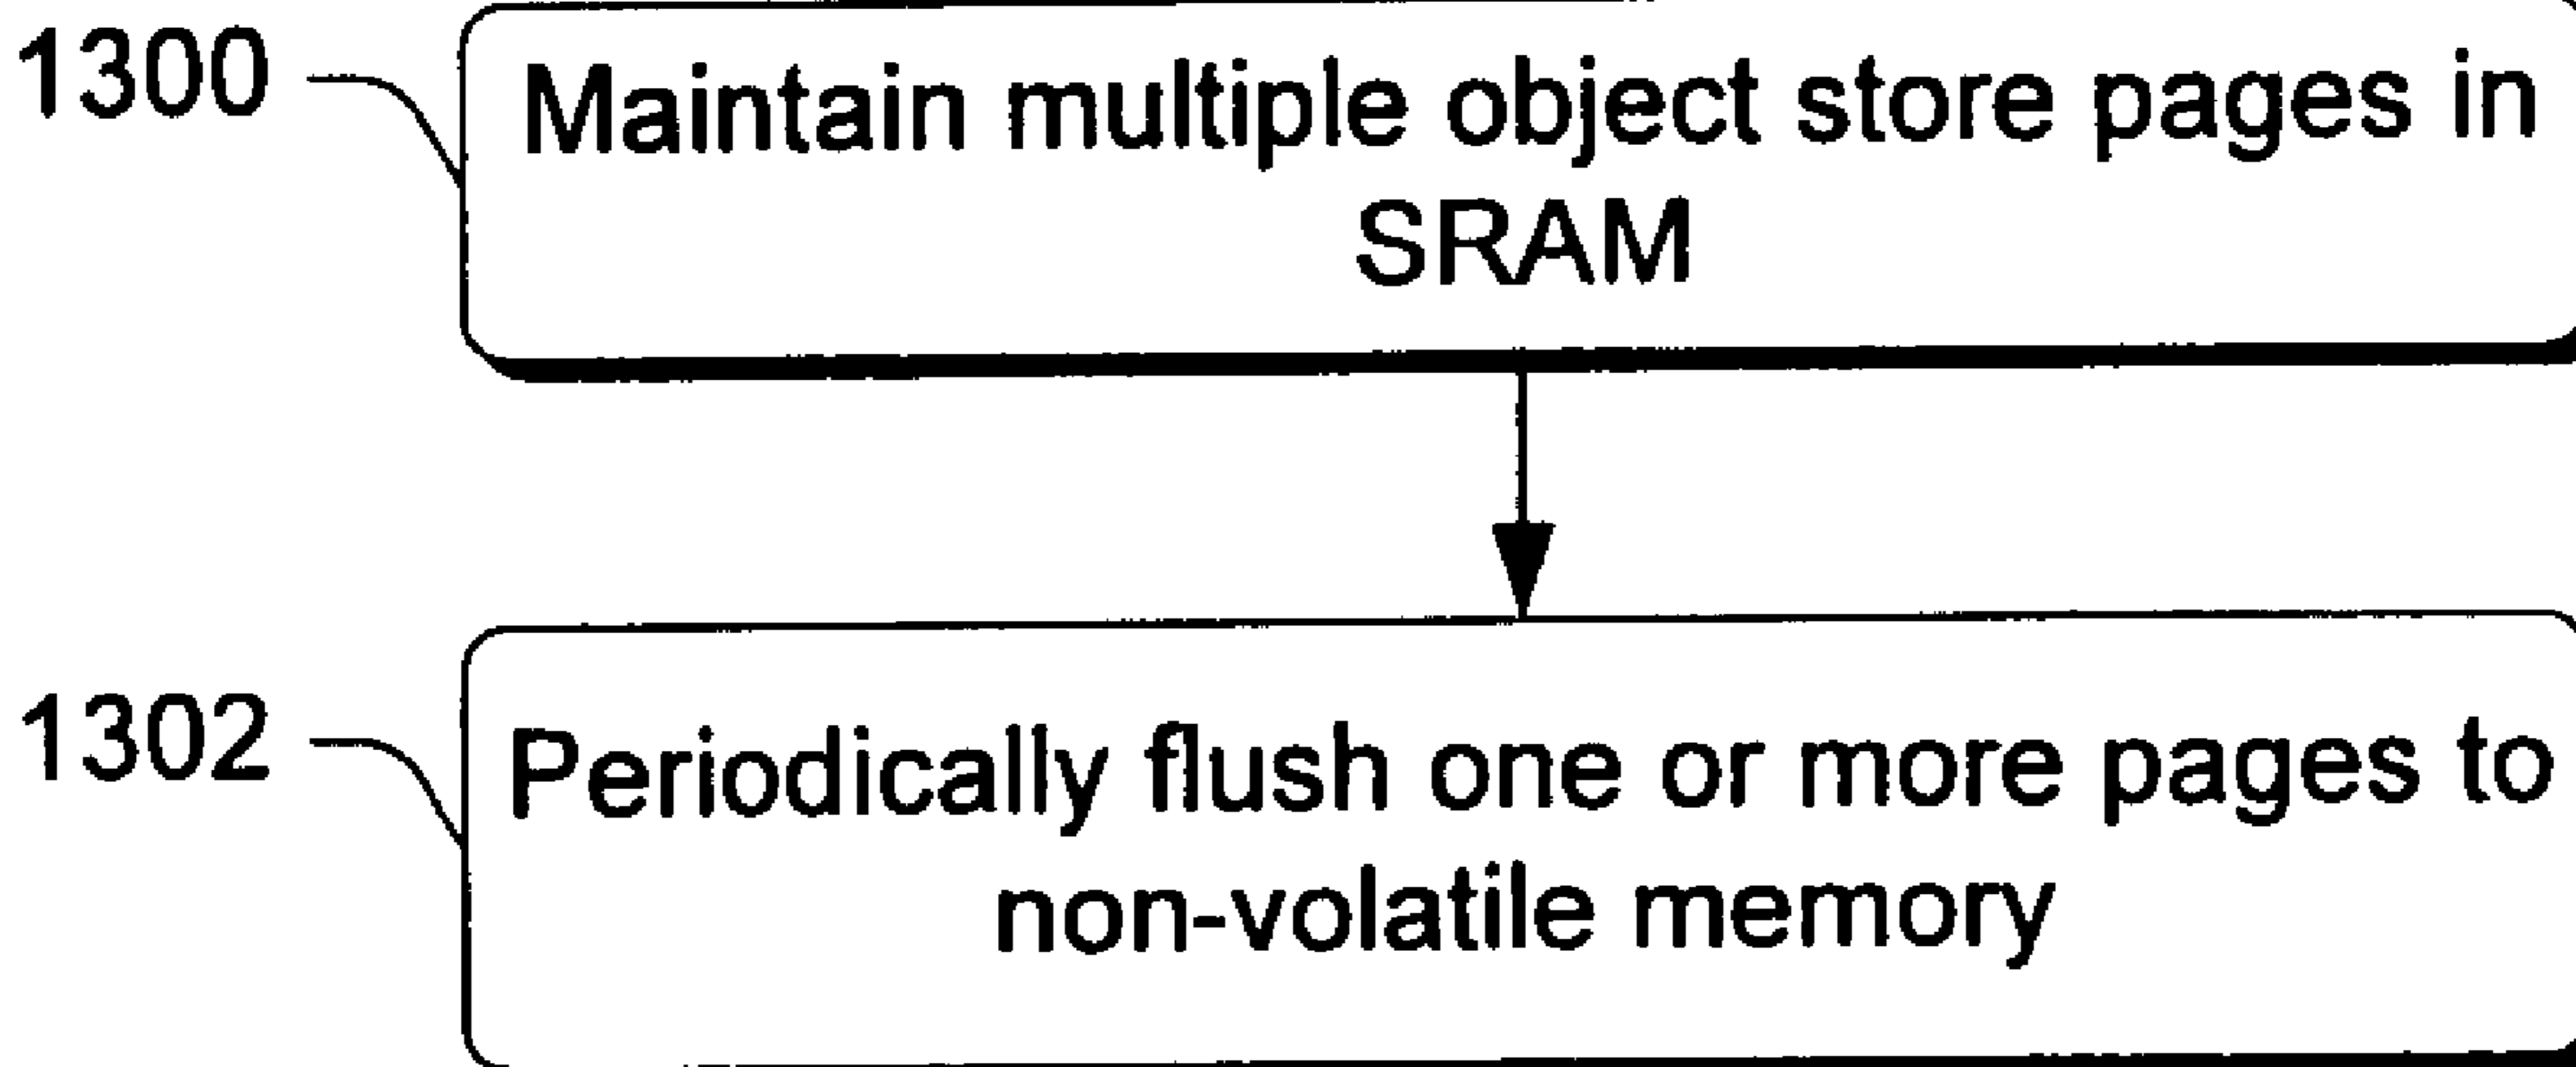 1300
Maintain multiple object store pages in
SRAM
1302
Periodically flush one or more pages to
non-volatile memory